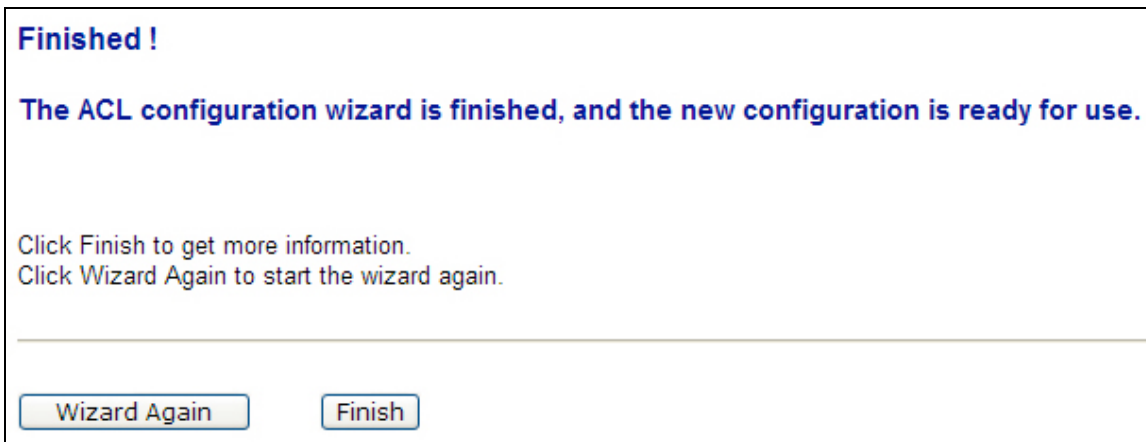 Finished !
The ACL configuration wizard is finished, and the new configuration is ready for use.
Click Finish to get more information.
Click Wizard Again to start the wizard again.
Wizard Again
Finish